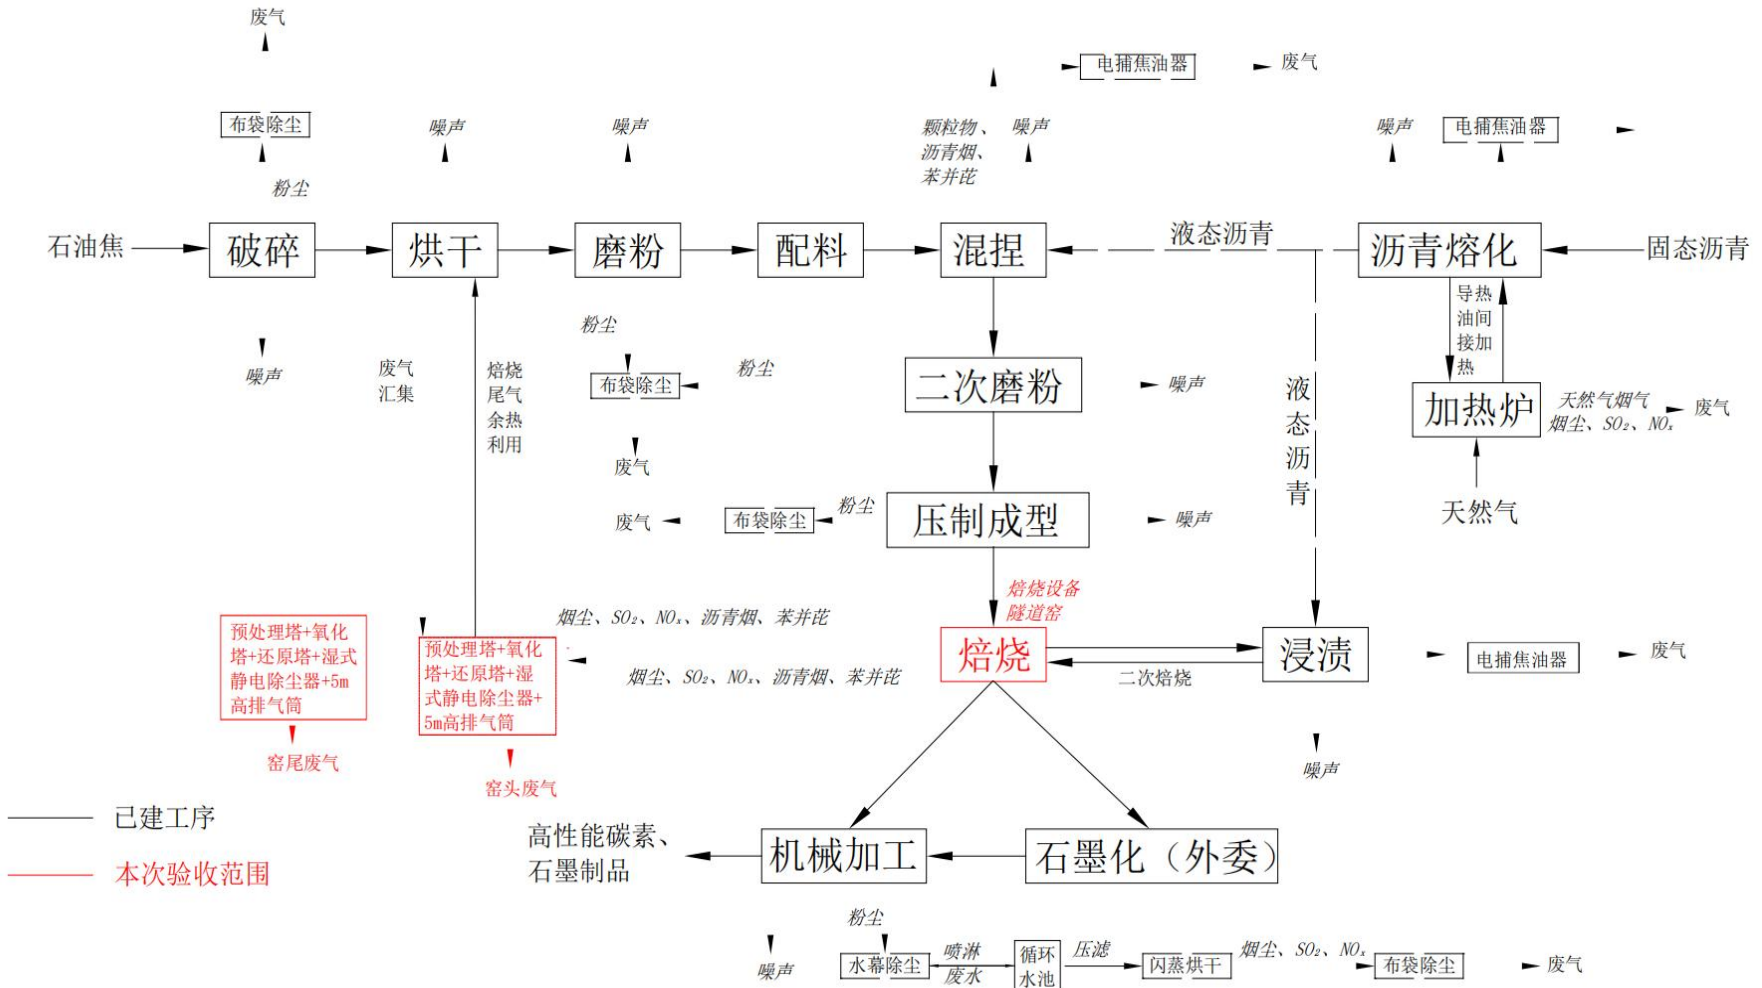 废气
电捕焦油器
废气
布袋除尘
噪声
噪声
颗粒物、
沥青烟、
苯并芘
噪声
噪声
电捕焦油器
粉尘
石油焦
破碎
烘干
磨粉
配料
混捏
液态沥青
沥青熔化
固态沥青
导热
油间
接加
热
粉尘
噪声
废气
汇集
焙烧
尾气
余热
利用
布袋除尘
粉尘
二次磨粉
噪声
液
态
沥
青
加热炉
天然气烟气
烟尘、SO₂、NOₓ
废气
废气
废气
布袋除尘
粉尘
压制成型
噪声
天然气
焙烧设备
隧道窑
预处理塔+氧化
塔+还原塔+湿式
静电除尘器+5m
高排气筒
预处理塔+氧化
塔+还原塔+湿
式静电除尘器+
5m高排气筒
烟尘、SO₂、NOₓ、沥青烟、苯并芘
烟尘、SO₂、NOₓ、沥青烟、苯并芘
焙烧
二次焙烧
浸渍
电捕焦油器
废气
窑尾废气
窑头废气
噪声
已建工序
本次验收范围
高性能碳素、
石墨制品
机械加工
石墨化（外委）
粉尘
噪声
水幕除尘
喷淋
废水
循环
水池
压滤
闪蒸烘干
烟尘、SO₂、NOₓ
布袋除尘
废气